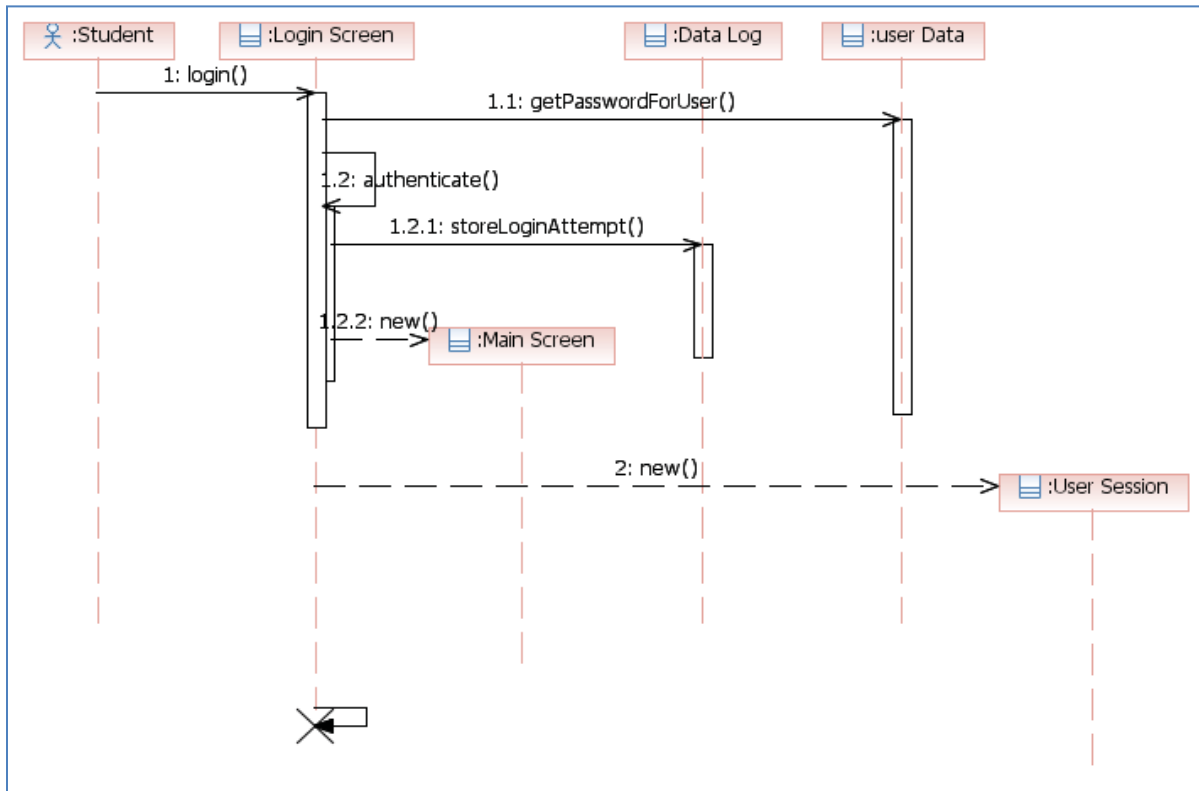 :Student
:Login Screen
:Data Log
:user Data
1: login()
1.1: getPasswordForUser()
1.2: authenticate()
1.2.1: storeLoginAttempt()
1.2.2: new()
:Main Screen
2: new()
:User Session